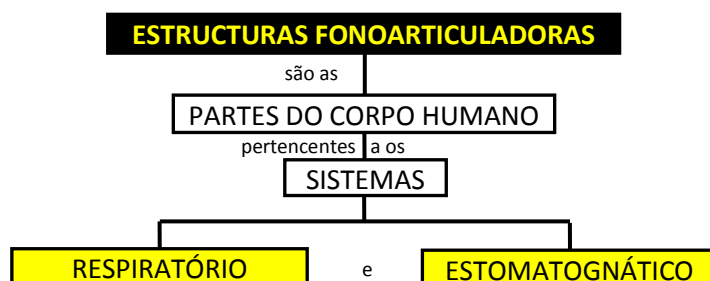 ESTRUCTURAS FONOARTICULADORAS
são as
PARTES DO CORPO HUMANO
pertencentes a os
SISTEMAS
RESPIRATÓRIO e ESTOMATOGNÁTICO